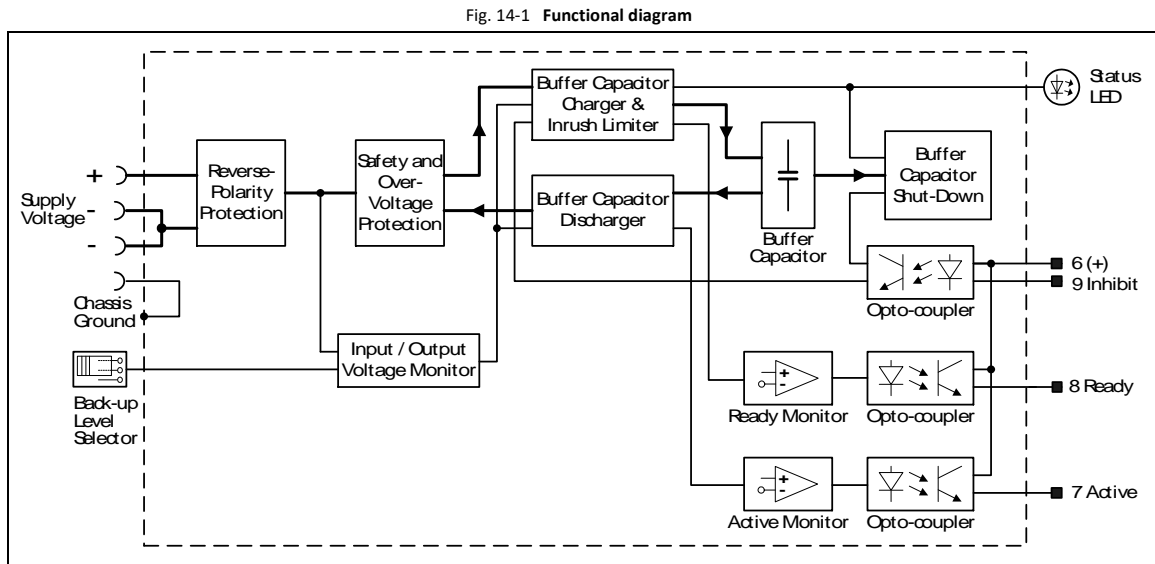 Fig. 14-1 Functional diagram
Buffer Capacitor
Charger &
Inrush Limiter
Status
LED
Reverse-
Polarity
Protection
Safety and
Over-
Voltage
Protection
Buffer Capacitor
Discharger
Buffer
Capacitor
Buffer
Capacitor
Shut-Down
+
Supply
Voltage
-
-
Chassis
Ground
Opto-coupler
6 (+)
9 Inhibit
Input / Output
Voltage Monitor
Back-up
Level
Selector
+
-
Ready Monitor
Opto-coupler
8 Ready
+
-
Active Monitor
Opto-coupler
7 Active